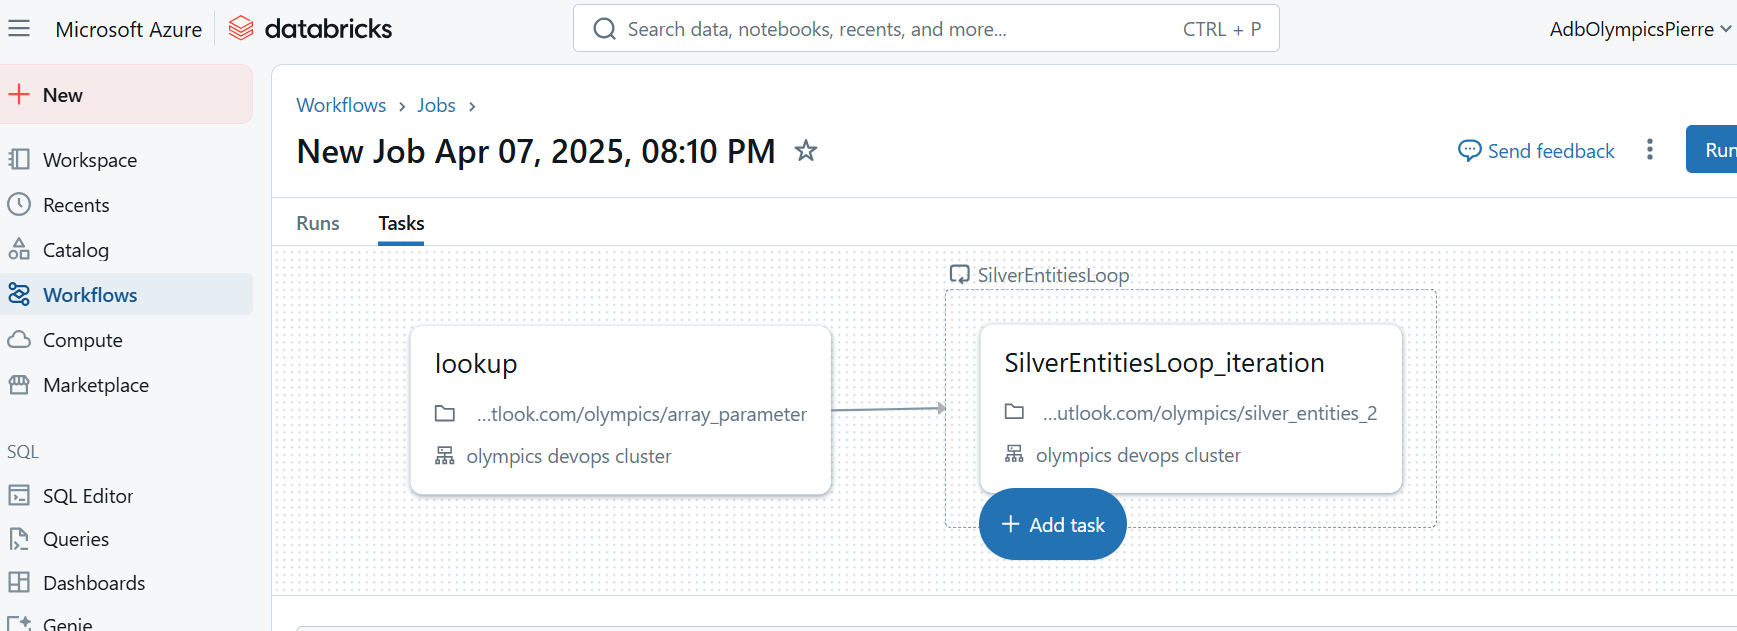 Microsoft Azure
databricks
Search data, notebooks, recents, and more...
CTRL + P
AdbOlympicsPierre
New
Workspace
Recents
Catalog
Workflows
Compute
Marketplace
SQL
SQL Editor
Queries
Dashboards
Genie
Workflows > Jobs >
New Job Apr 07, 2025, 08:10 PM
Send feedback
Run
Runs
Tasks
lookup
...tlook.com/olympics/array_parameter
olympics devops cluster
SilverEntitiesLoop
SilverEntitiesLoop_iteration
...utlook.com/olympics/silver_entities_2
olympics devops cluster
+ Add task